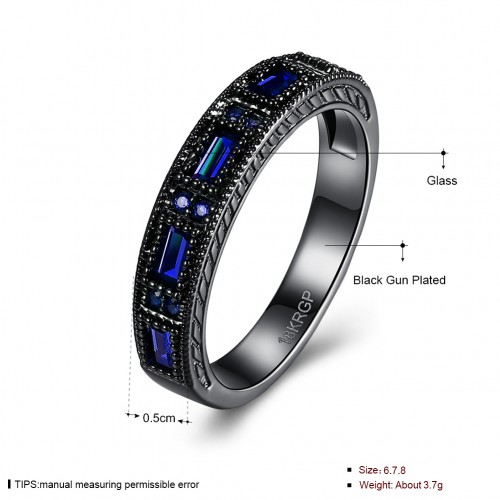 Glass
Black Gun Plated
18KRGP
0.5cm
TIPS:manual measuring permissible error
Size: 6.7.8
Weight: About 3.7g